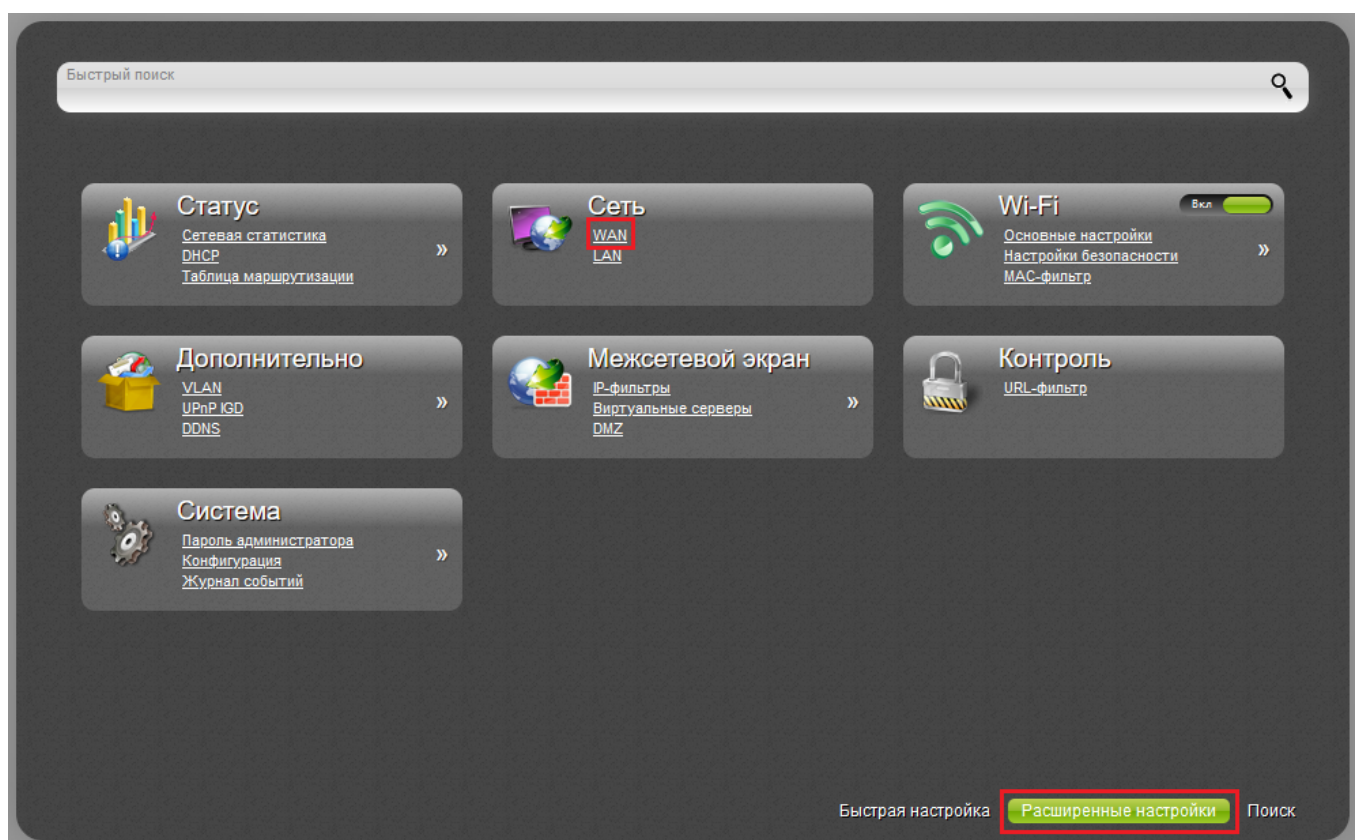 Быстрый поиск
Статус
Сетевая статистика
DHCP
Таблица маршрутизации
»
Сеть
WAN
LAN
Wi-Fi
Вкл
Основные настройки
Настройки безопасности
MAC-фильтр
»
Дополнительно
VLAN
UPnP IGD
DDNS
Межсетевой экран
IP-фильтры
Виртуальные серверы
DMZ
»
Контроль
URL-фильтр
Система
Пароль администратора
Конфигурация
Журнал событий
»
Быстрая настройка Расширенные настройки Поиск